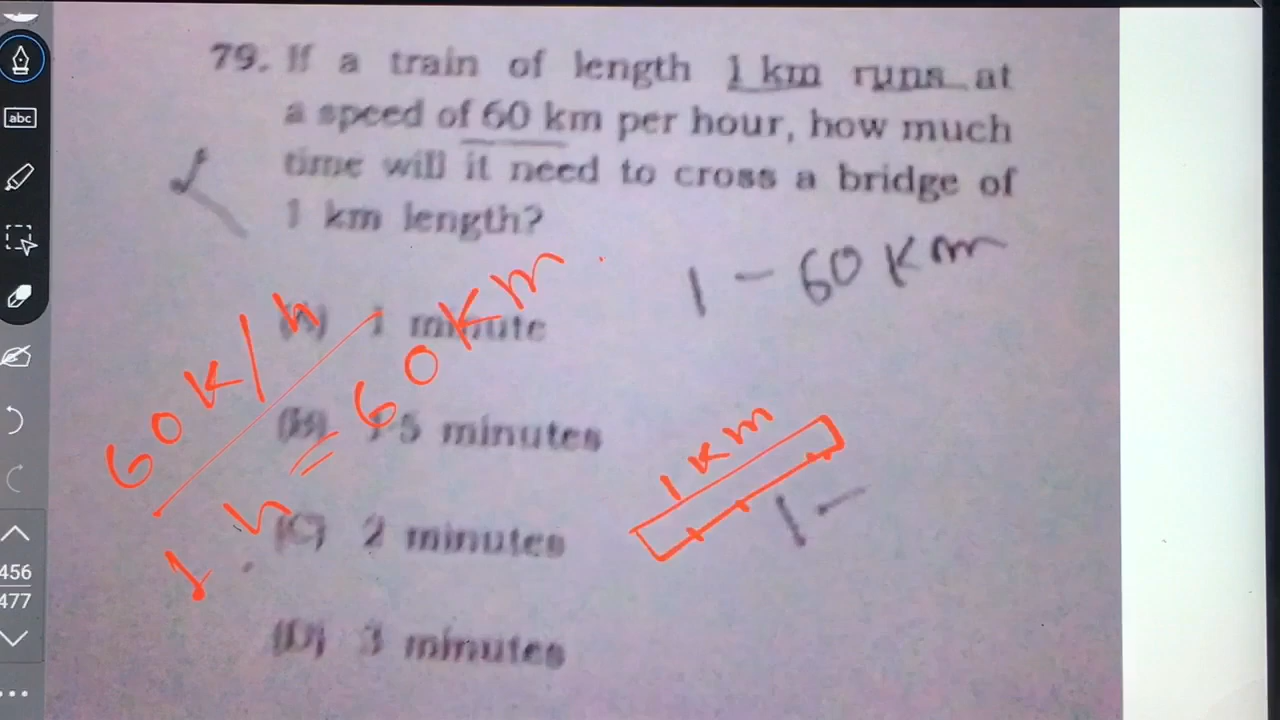 79. If a train of length 1 km runs at
a speed of 60 km per hour, how much
time will it need to cross a bridge of
1 km length?
1 - 60 Km
(A) 1 minute
60 K/h
1 h = 60 Km
(B) 1·5 minutes
1 Km
1 -
(C) 2 minutes
(D) 3 minutes
abc
456
477